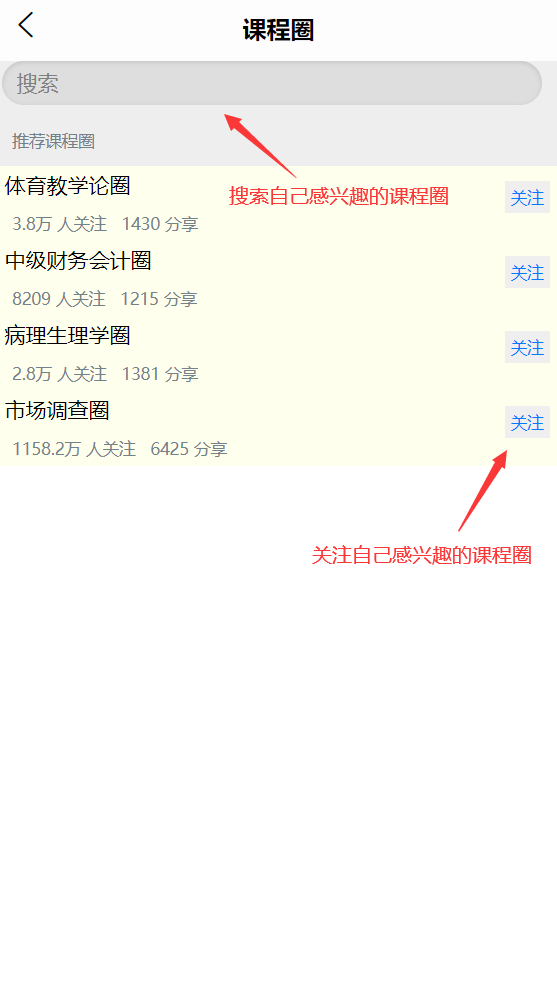 课程圈
搜索
推荐课程圈
体育教学论圈
搜索自己感兴趣的课程圈
关注
3.8万 人关注 1430 分享
中级财务会计圈
关注
8209 人关注 1215 分享
病理生理学圈
关注
2.8万 人关注 1381 分享
市场调查圈
关注
1158.2万 人关注 6425 分享
关注自己感兴趣的课程圈